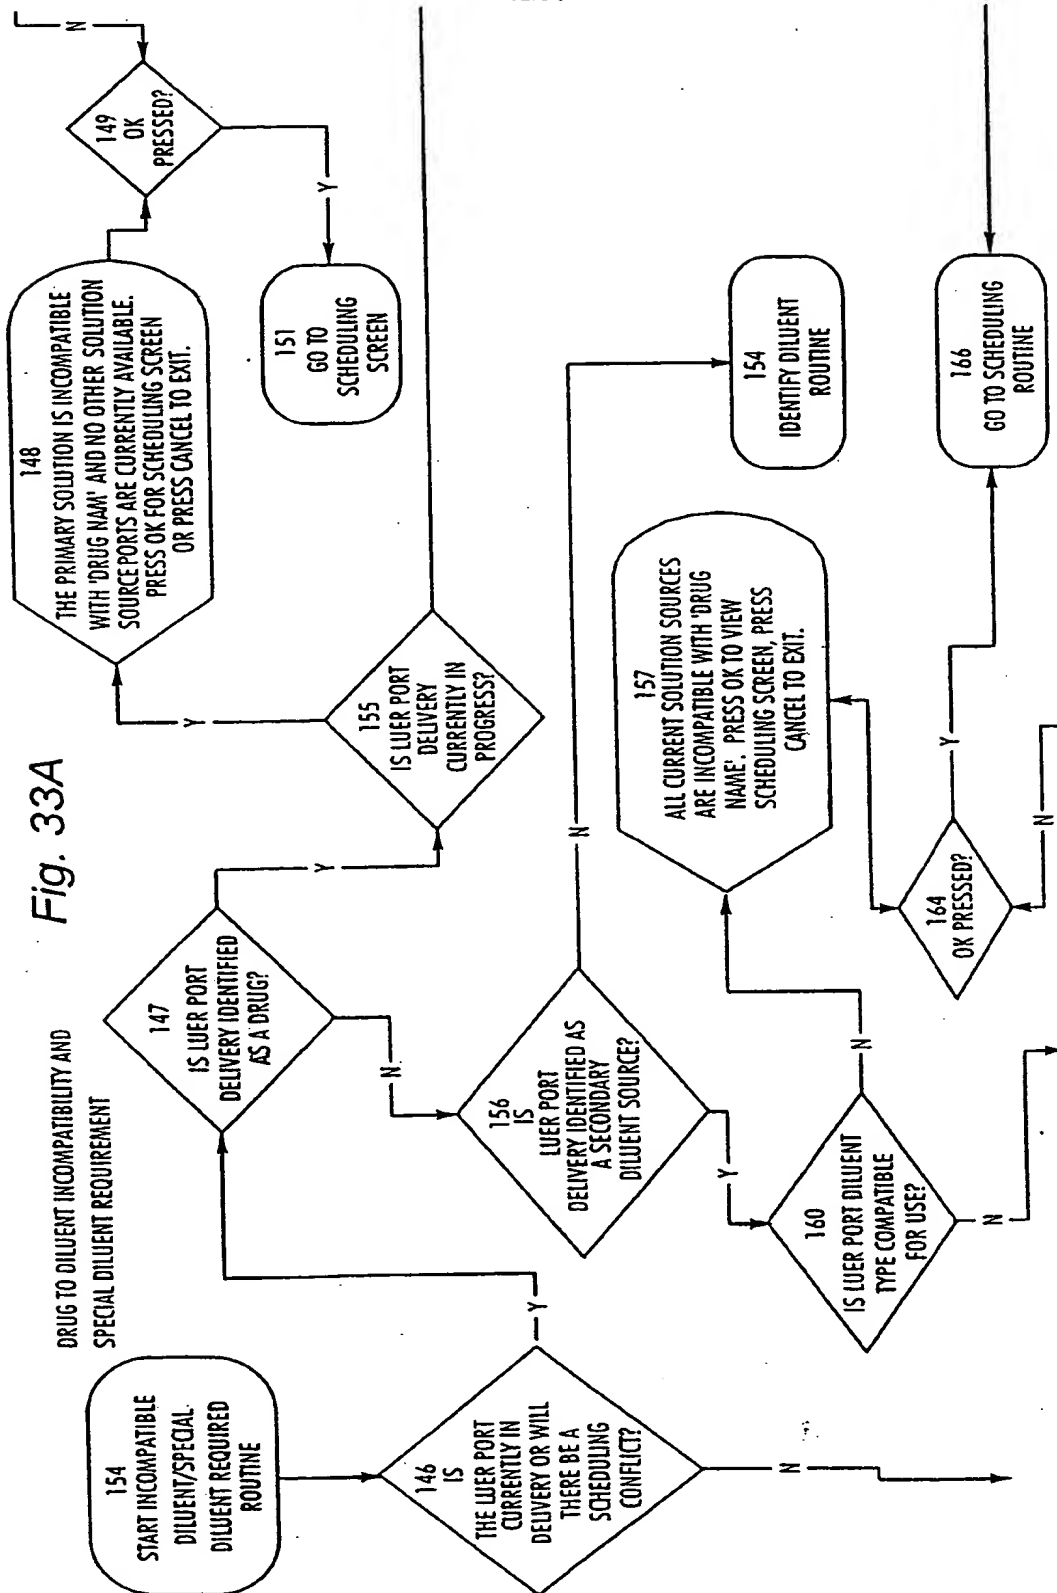 Fig. 33A
DRUG TO DILUENT INCOMPATIBILITY AND
SPECIAL DILUENT REQUIREMENT
154
START INCOMPATIBLE
DILUENT/SPECIAL
DILUENT REQUIRED
ROUTINE
146
IS
THE LUER PORT
CURRENTLY IN
DELIVERY OR WILL
THERE BE A
SCHEDULING
CONFLICT?
Y
N
147
IS LUER PORT
DELIVERY IDENTIFIED
AS A DRUG?
Y
N
155
IS LUER PORT
DELIVERY
CURRENTLY IN
PROGRESS?
Y
148
THE PRIMARY SOLUTION IS INCOMPATIBLE
WITH 'DRUG NAM' AND NO OTHER SOLUTION
SOURCE PORTS ARE CURRENTLY AVAILABLE.
PRESS OK FOR SCHEDULING SCREEN
OR PRESS CANCEL TO EXIT.
149
OK
PRESSED?
N
Y
151
GO TO
SCHEDULING
SCREEN
156
IS
LUER PORT
DELIVERY IDENTIFIED AS
A SECONDARY
DILUENT SOURCE?
N
Y
154
IDENTIFY DILUENT
ROUTINE
160
IS LUER PORT DILUENT
TYPE COMPATIBLE
FOR USE?
N
N
157
ALL CURRENT SOLUTION SOURCES
ARE INCOMPATIBLE WITH 'DRUG
NAME'. PRESS OK TO VIEW
SCHEDULING SCREEN, PRESS
CANCEL TO EXIT.
164
OK PRESSED?
Y
N
166
GO TO SCHEDULING
ROUTINE